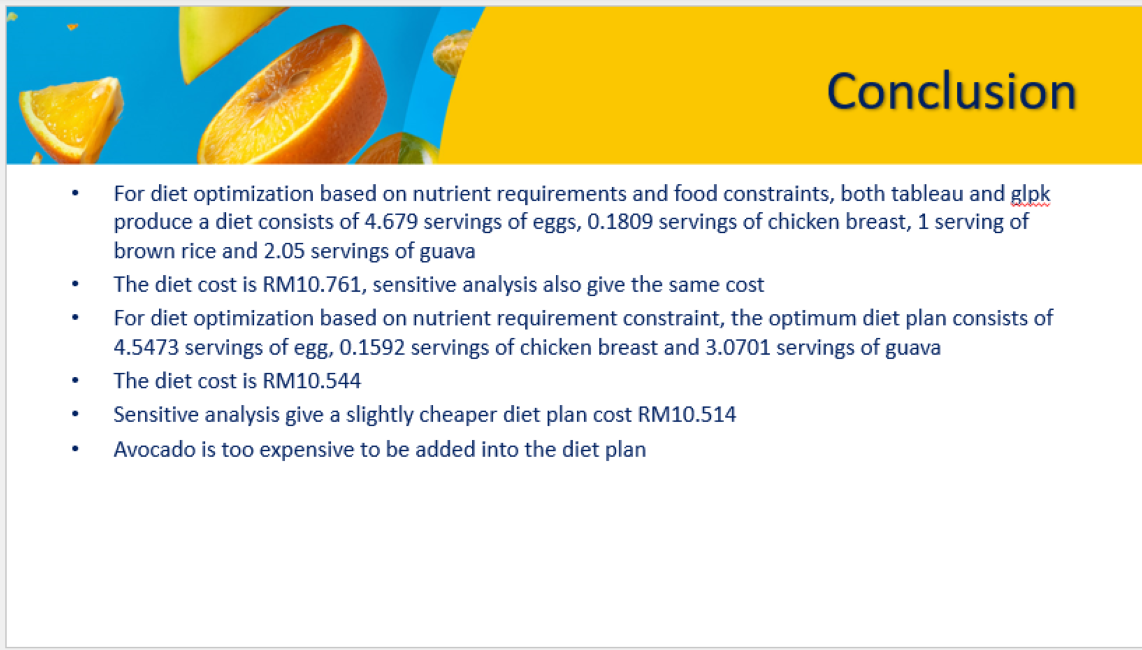 Conclusion
• For diet optimization based on nutrient requirements and food constraints, both tableau and glpk
produce a diet consists of 4.679 servings of eggs, 0.1809 servings of chicken breast, 1 serving of
brown rice and 2.05 servings of guava
• The diet cost is RM10.761, sensitive analysis also give the same cost
• For diet optimization based on nutrient requirement constraint, the optimum diet plan consists of
4.5473 servings of egg, 0.1592 servings of chicken breast and 3.0701 servings of guava
• The diet cost is RM10.544
• Sensitive analysis give a slightly cheaper diet plan cost RM10.514
• Avocado is too expensive to be added into the diet plan